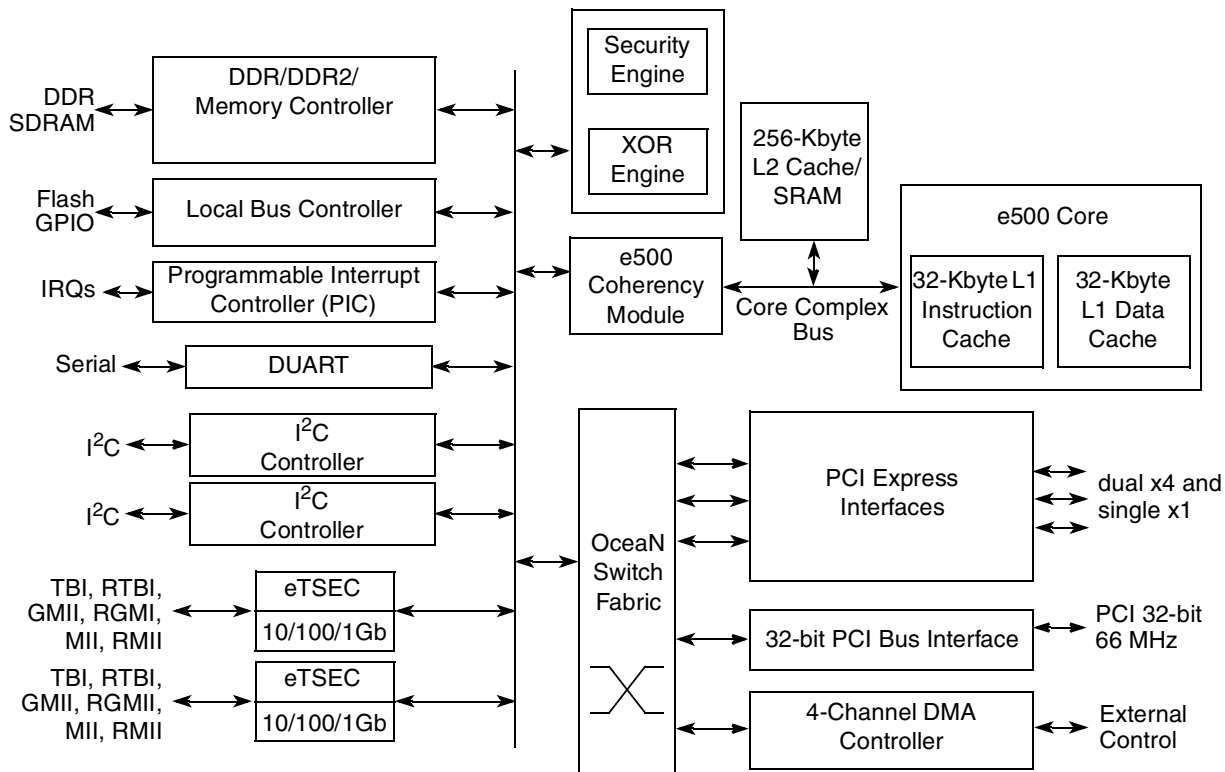 DDR
SDRAM
DDR/DDR2/
Memory Controller
Flash
GPIO
Local Bus Controller
IRQs
Programmable Interrupt
Controller (PIC)
Serial
DUART
I²C
I²C
Controller
I²C
I²C
Controller
TBI, RTBI,
GMII, RGMI,
MII, RMII
eTSEC
10/100/1Gb
TBI, RTBI,
GMII, RGMII,
MII, RMII
eTSEC
10/100/1Gb
Security
Engine
XOR
Engine
e500
Coherency
Module
256-Kbyte
L2 Cache/
SRAM
Core Complex
Bus
e500 Core
32-Kbyte L1
Instruction
Cache
32-Kbyte
L1 Data
Cache
OceaN
Switch
Fabric
PCI Express
Interfaces
dual x4 and
single x1
32-bit PCI Bus Interface
PCI 32-bit
66 MHz
4-Channel DMA
Controller
External
Control